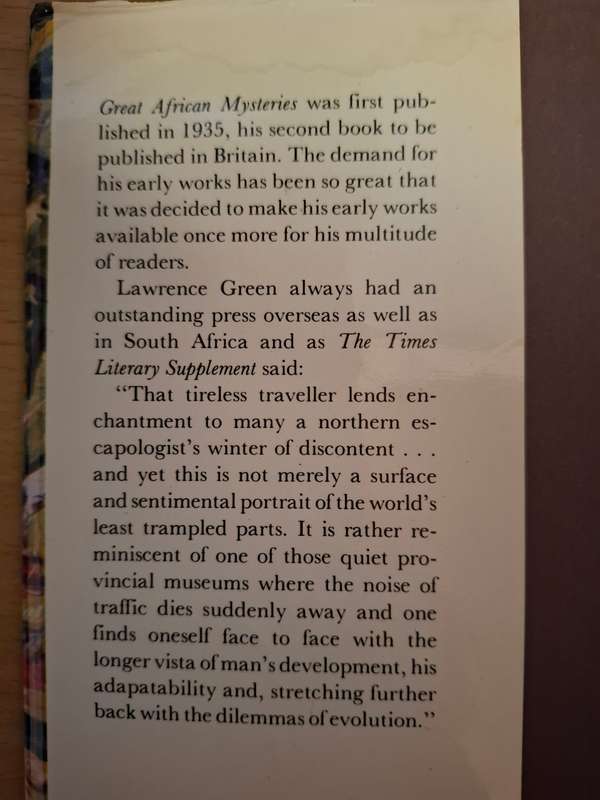 Great African Mysteries was first pub-
lished in 1935, his second book to be
published in Britain. The demand for
his early works has been so great that
it was decided to make his early works
available once more for his multitude
of readers.
Lawrence Green always had an
outstanding press overseas as well as
in South Africa and as The Times
Literary Supplement said:
“That tireless traveller lends en-
chantment to many a northern es-
capologist’s winter of discontent . . .
and yet this is not merely a surface
and sentimental portrait of the world’s
least trampled parts. It is rather re-
miniscent of one of those quiet pro-
vincial museums where the noise of
traffic dies suddenly away and one
finds oneself face to face with the
longer vista of man’s development, his
adapatability and, stretching further
back with the dilemmas of evolution.”